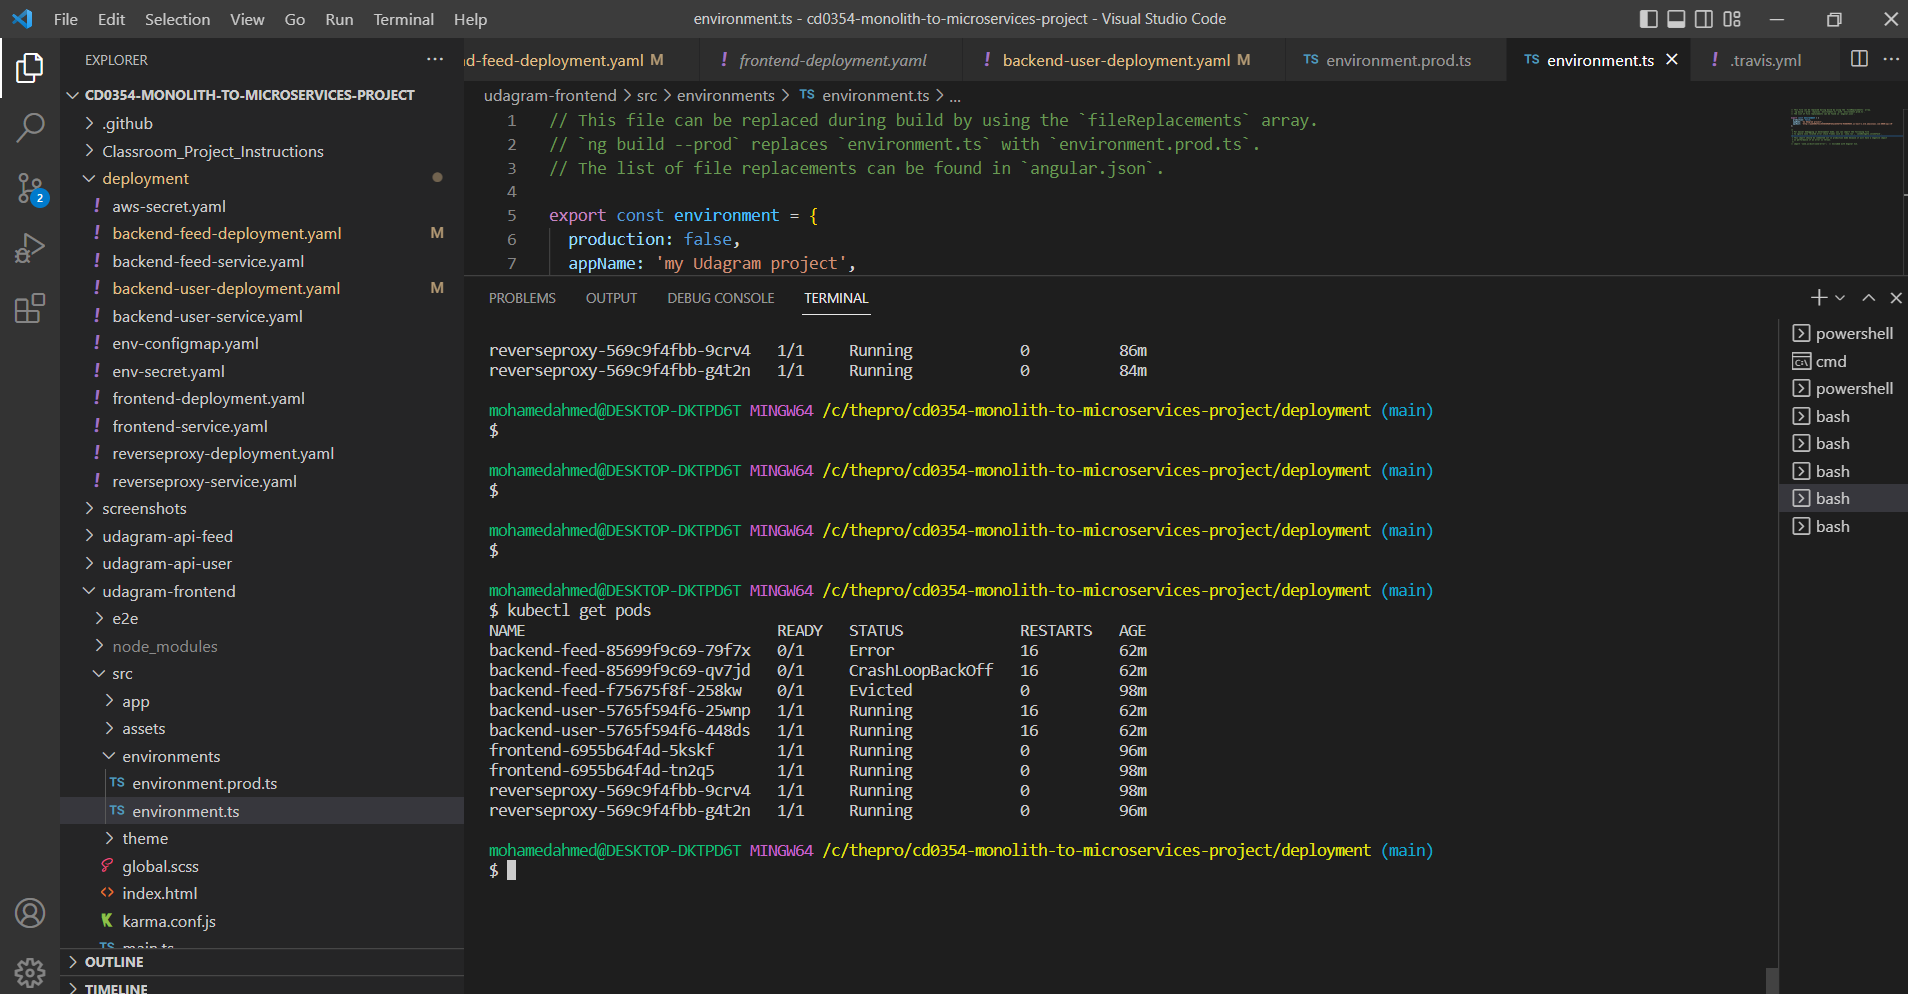 File Edit Selection View Go Run Terminal Help
environment.ts - cd0354-monolith-to-microservices-project - Visual Studio Code
EXPLORER
CD0354-MONOLITH-TO-MICROSERVICES-PROJECT
.github
Classroom_Project_Instructions
deployment
aws-secret.yaml
backend-feed-deployment.yaml M
backend-feed-service.yaml
backend-user-deployment.yaml M
backend-user-service.yaml
env-configmap.yaml
env-secret.yaml
frontend-deployment.yaml
frontend-service.yaml
reverseproxy-deployment.yaml
reverseproxy-service.yaml
screenshots
udagram-api-feed
udagram-api-user
udagram-frontend
e2e
node_modules
src
app
assets
environments
TS environment.prod.ts
TS environment.ts
theme
global.scss
index.html
karma.conf.js
TS main.ts
OUTLINE
TIMELINE
2
d-feed-deployment.yaml M
! frontend-deployment.yaml
! backend-user-deployment.yaml M
TS environment.prod.ts
TS environment.ts
! .travis.yml
udagram-frontend > src > environments > TS environment.ts > ...
1 // This file can be replaced during build by using the `fileReplacements` array.
2 // `ng build --prod` replaces `environment.ts` with `environment.prod.ts`.
3 // The list of file replacements can be found in `angular.json`.
4
5 export const environment = {
6 production: false,
7 appName: 'my Udagram project',
PROBLEMS OUTPUT DEBUG CONSOLE TERMINAL
reverseproxy-569c9f4fbb-9crv4 1/1 Running 0 86m
reverseproxy-569c9f4fbb-g4t2n 1/1 Running 0 84m
mohamedahmed@DESKTOP-DKTPD6T MINGW64 /c/thepro/cd0354-monolith-to-microservices-project/deployment (main)
$
mohamedahmed@DESKTOP-DKTPD6T MINGW64 /c/thepro/cd0354-monolith-to-microservices-project/deployment (main)
$
mohamedahmed@DESKTOP-DKTPD6T MINGW64 /c/thepro/cd0354-monolith-to-microservices-project/deployment (main)
$
mohamedahmed@DESKTOP-DKTPD6T MINGW64 /c/thepro/cd0354-monolith-to-microservices-project/deployment (main)
$ kubectl get pods
NAME READY STATUS RESTARTS AGE
backend-feed-85699f9c69-79f7x 0/1 Error 16 62m
backend-feed-85699f9c69-qv7jd 0/1 CrashLoopBackOff 16 62m
backend-feed-f75675f8f-258kw 0/1 Evicted 0 98m
backend-user-5765f594f6-25wnp 1/1 Running 16 62m
backend-user-5765f594f6-448ds 1/1 Running 16 62m
frontend-6955b64f4d-5kskf 1/1 Running 0 96m
frontend-6955b64f4d-tn2q5 1/1 Running 0 98m
reverseproxy-569c9f4fbb-9crv4 1/1 Running 0 98m
reverseproxy-569c9f4fbb-g4t2n 1/1 Running 0 96m
mohamedahmed@DESKTOP-DKTPD6T MINGW64 /c/thepro/cd0354-monolith-to-microservices-project/deployment (main)
$
powershell
cmd
powershell
bash
bash
bash
bash
bash